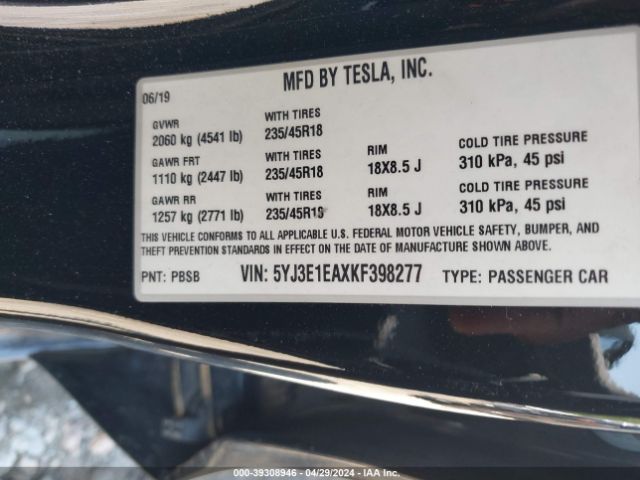 MFD BY TESLA, INC.
06/19
GVWR WITH TIRES
2060 kg (4541 lb) 235/45R18
GAWR FRT WITH TIRES RIM COLD TIRE PRESSURE
1110 kg (2447 lb) 235/45R18 18X8.5 J 310 kPa, 45 psi
GAWR RR WITH TIRES RIM COLD TIRE PRESSURE
1257 kg (2771 lb) 235/45R18 18X8.5 J 310 kPa, 45 psi
THIS VEHICLE CONFORMS TO ALL APPLICABLE U.S. FEDERAL MOTOR VEHICLE SAFETY, BUMPER, AND
THEFT PREVENTION STANDARDS IN EFFECT ON THE DATE OF MANUFACTURE SHOWN ABOVE.
PNT: PBSB VIN: 5YJ3E1EAXKF398277 TYPE: PASSENGER CAR
000-39308946 - 04/29/2024 - IAA Inc.